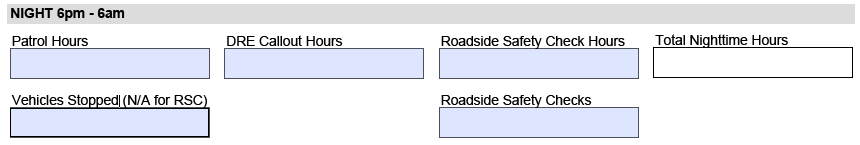 NIGHT 6pm - 6am
Patrol Hours DRE Callout Hours Roadside Safety Check Hours Total Nighttime Hours
Vehicles Stopped (N/A for RSC) Roadside Safety Checks